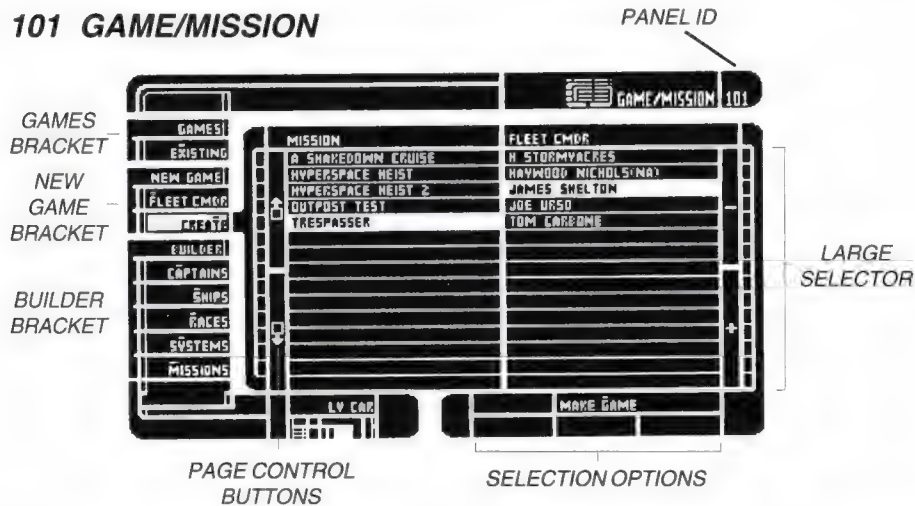 101 GAME/MISSION
PANEL ID
GAME/MISSION 101
GAMES BRACKET
GAMES
EXISTING
NEW GAME BRACKET
NEW GAME
FLEET CMDR
CREATE
BUILDER BRACKET
BUILDER
CAPTAINS
SHIPS
RACES
SYSTEMS
MISSIONS
MISSION FLEET CMDR
A SHAKEDOWN CRUISE H STORMYACRES
HYPERSPACE HEIST HAYWOOD NICHOLS(NA)
HYPERSPACE HEIST 2 JAMES SHELTON
OUTPOST TEST JOE URSO
TRESPASSER TOM CARBONE
-
+
LARGE SELECTOR
LV CAR
MAKE GAME
PAGE CONTROL BUTTONS
SELECTION OPTIONS